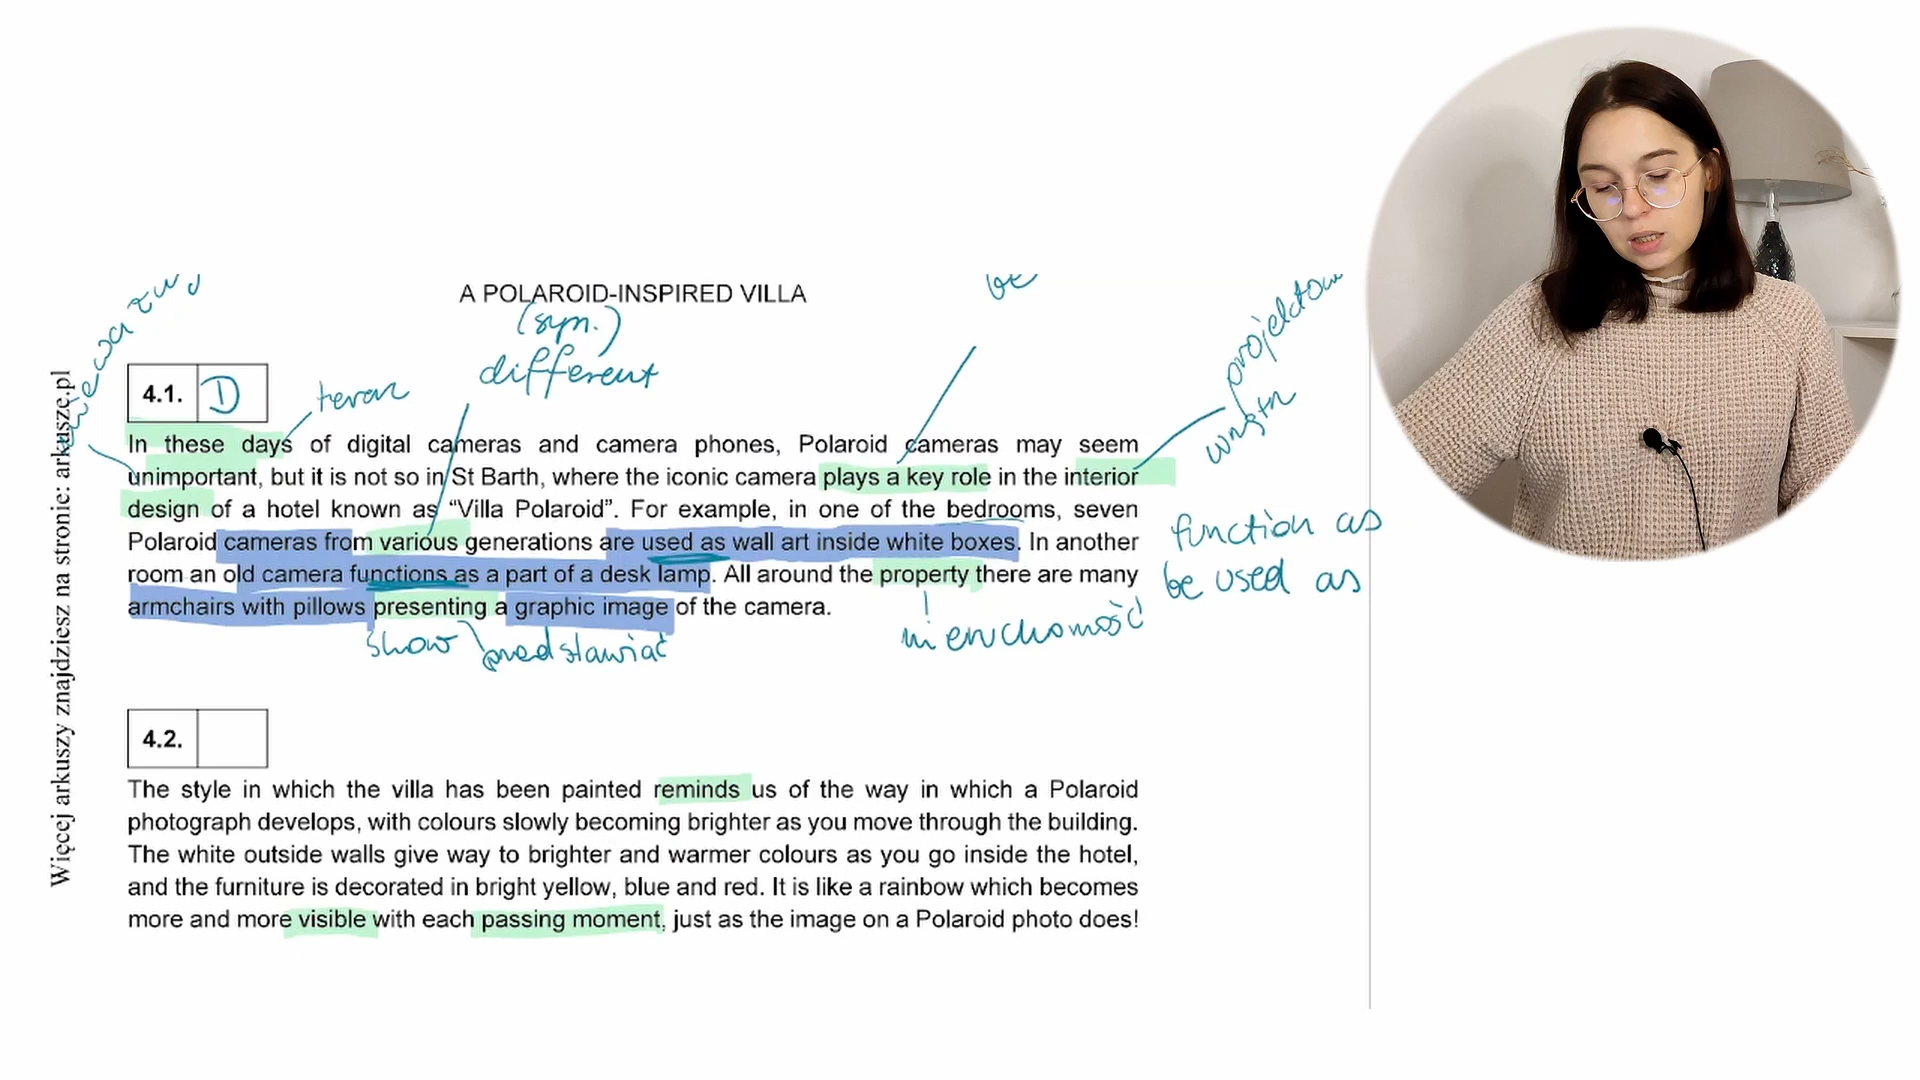 A POLAROID-INSPIRED VILLA
be
(syn.)
different
4.1. D
teraz
In these days of digital cameras and camera phones, Polaroid cameras may seem
unimportant, but it is not so in St Barth, where the iconic camera plays a key role in the interior
design of a hotel known as “Villa Polaroid”. For example, in one of the bedrooms, seven
Polaroid cameras from various generations are used as wall art inside white boxes. In another
room an old camera functions as a part of a desk lamp. All around the property there are many
armchairs with pillows presenting a graphic image of the camera.
function as
be used as
show przedstawiać
nieruchomość
4.2.
The style in which the villa has been painted reminds us of the way in which a Polaroid
photograph develops, with colours slowly becoming brighter as you move through the building.
The white outside walls give way to brighter and warmer colours as you go inside the hotel,
and the furniture is decorated in bright yellow, blue and red. It is like a rainbow which becomes
more and more visible with each passing moment, just as the image on a Polaroid photo does!
Więcej arkuszy znajdziesz na stronie: arkusze.pl